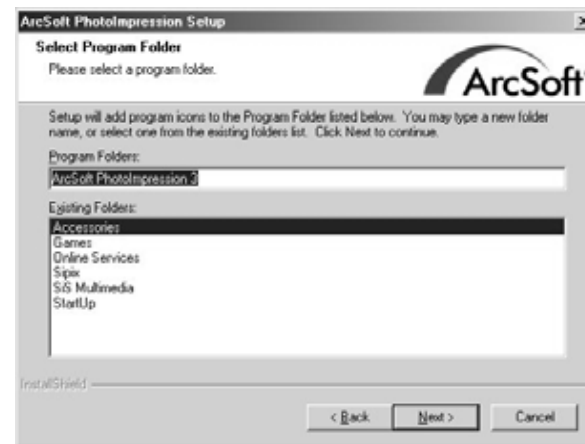 ArcSoft PhotoImpression Setup
Select Program Folder
Please select a program folder.
ArcSoft
Setup will add program icons to the Program Folder listed below. You may type a new folder
name, or select one from the existing folders list. Click Next to continue.
Program Folders:
ArcSoft PhotoImpression 3
Existing Folders:
Accessories
Games
Online Services
Sipix
SiS Multimedia
StartUp
InstallShield
< Back
Next >
Cancel